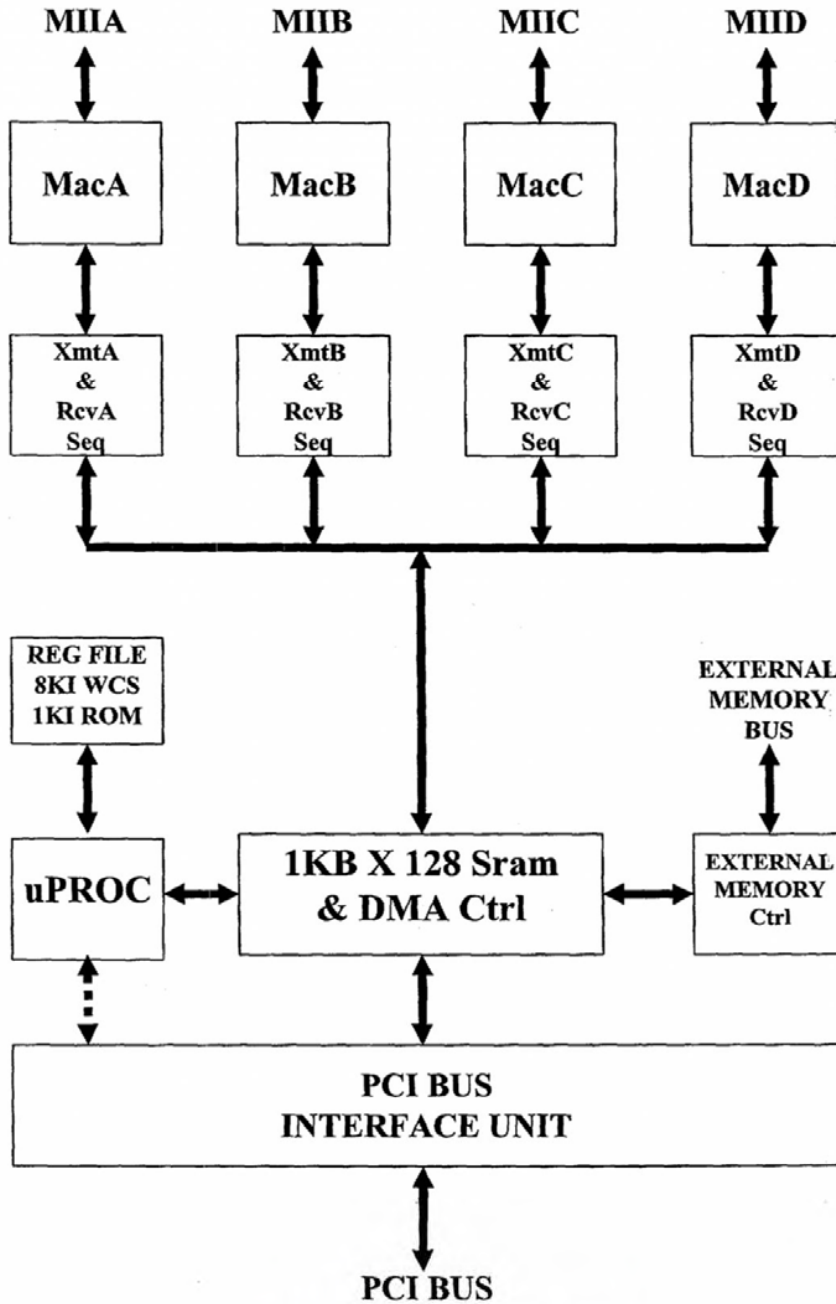 MIIA MIIB MIIC MIID
MacA MacB MacC MacD
XmtA XmtB XmtC XmtD
& & & &
RcvA RcvB RcvC RcvD
Seq Seq Seq Seq
REG FILE
8KI WCS
1KI ROM
EXTERNAL
MEMORY
BUS
uPROC
1KB X 128 Sram
& DMA Ctrl
EXTERNAL
MEMORY
Ctrl
PCI BUS
INTERFACE UNIT
PCI BUS